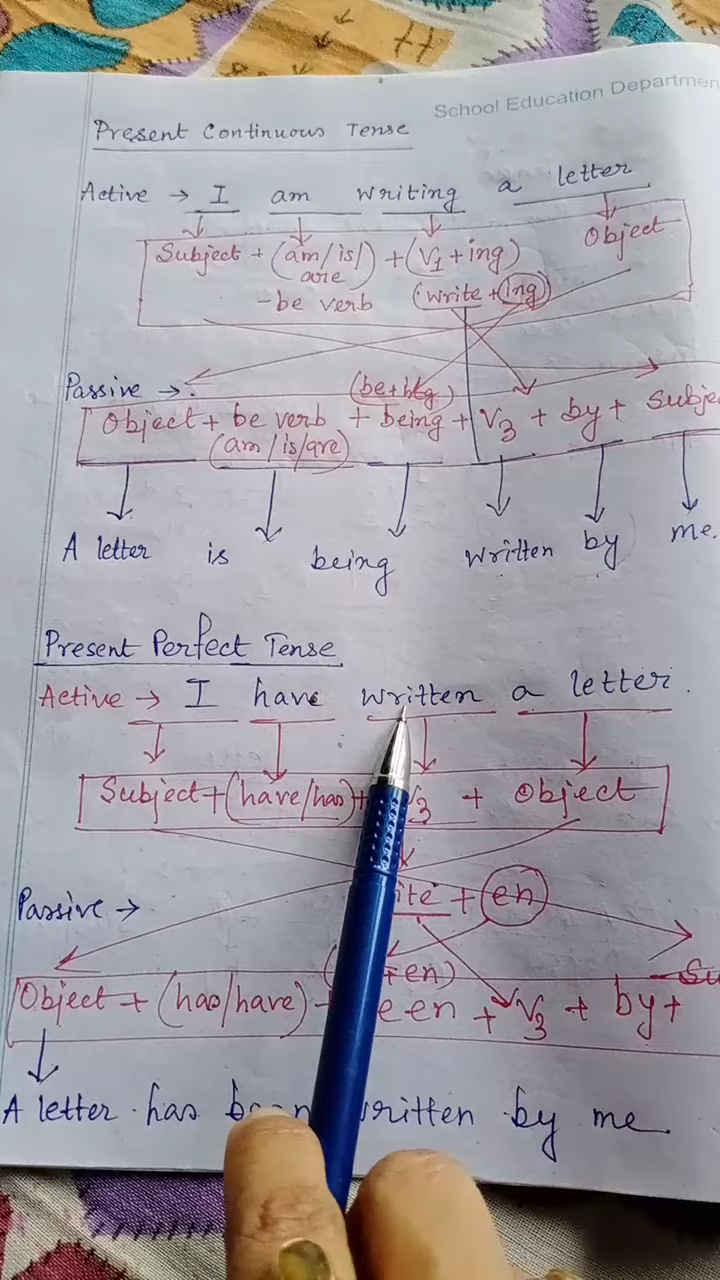 School Education Departmen
Present Continuous Tense
Active → I am writing a letter
Subject + (am/is/are) + (V1+ing) Object
-be verb (write+ing)
Passive → (be+
Object + be verb + being + V3 + by + Subje
(am/is/are)
A letter is being written by me.
Present Perfect Tense
Active → I have written a letter.
Subject + (have/has) + V3 + Object
Passive → ite + en
+en)
Object + (has/have) + een + V3 + by + Su
A letter has been written by me